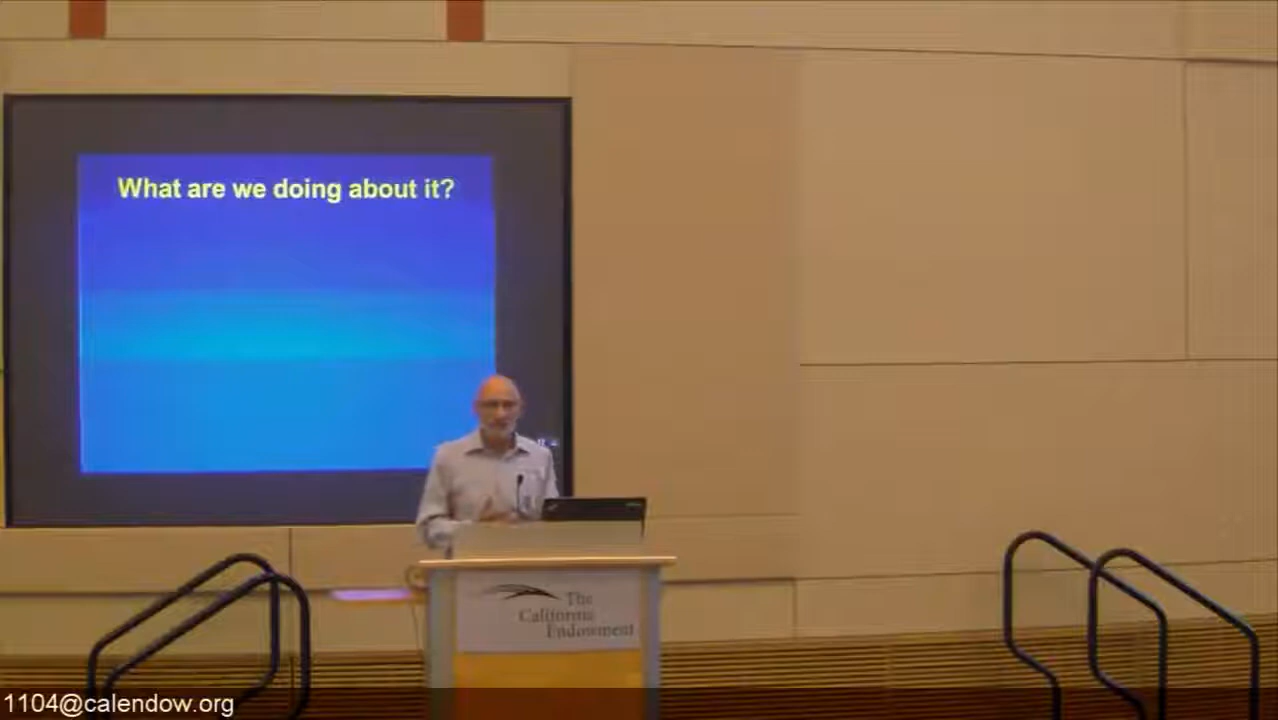 What are we doing about it?
The
California
Endowment
1104@calendow.org